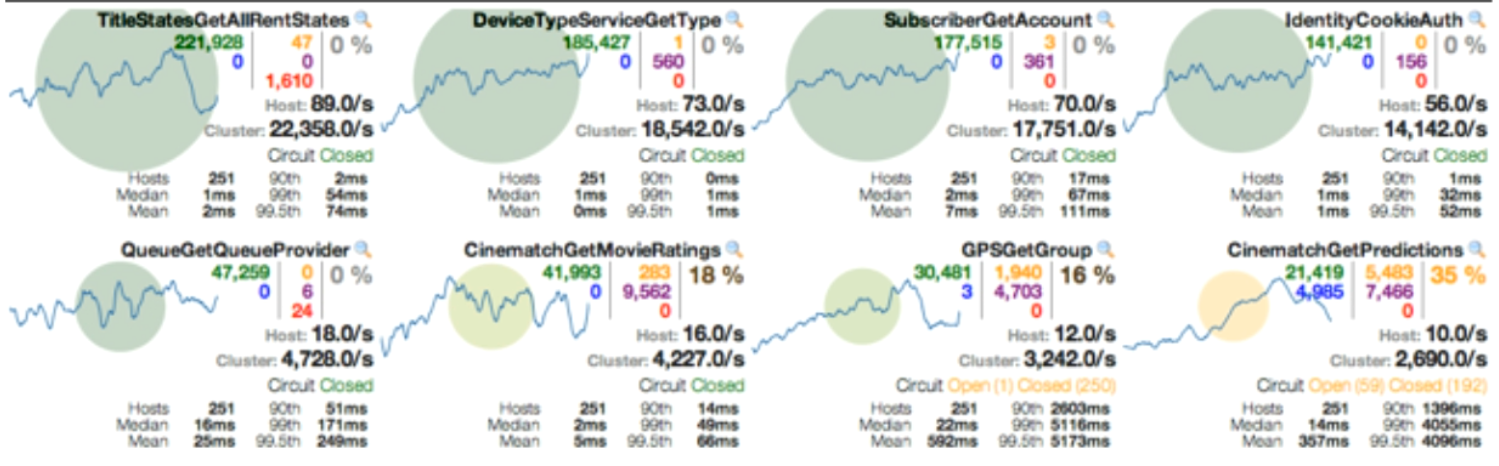 TitleStatesGetAllRentStates
221,928 47 0 %
0 0
1,610
Host: 89.0/s
Cluster: 22,358.0/s
Circuit Closed
Hosts 251 90th 2ms
Median 1ms 99th 54ms
Mean 2ms 99.5th 74ms
DeviceTypeServiceGetType
185,427 1 0 %
0 560
0
Host: 73.0/s
Cluster: 18,542.0/s
Circuit Closed
Hosts 251 90th 0ms
Median 1ms 99th 1ms
Mean 0ms 99.5th 1ms
SubscriberGetAccount
177,515 3 0 %
0 361
0
Host: 70.0/s
Cluster: 17,751.0/s
Circuit Closed
Hosts 251 90th 17ms
Median 2ms 99th 67ms
Mean 7ms 99.5th 111ms
IdentityCookieAuth
141,421 0 0 %
0 156
0
Host: 56.0/s
Cluster: 14,142.0/s
Circuit Closed
Hosts 251 90th 1ms
Median 1ms 99th 32ms
Mean 1ms 99.5th 52ms
QueueGetQueueProvider
47,259 0 0 %
0 6
24
Host: 18.0/s
Cluster: 4,728.0/s
Circuit Closed
Hosts 251 90th 51ms
Median 16ms 99th 171ms
Mean 25ms 99.5th 249ms
CinematchGetMovieRatings
41,993 283 18 %
0 9,562
0
Host: 16.0/s
Cluster: 4,227.0/s
Circuit Closed
Hosts 251 90th 14ms
Median 2ms 99th 49ms
Mean 5ms 99.5th 66ms
GPSGetGroup
30,481 1,940 16 %
3 4,703
0
Host: 12.0/s
Cluster: 3,242.0/s
Circuit Open (1) Closed (250)
Hosts 251 90th 2603ms
Median 22ms 99th 5116ms
Mean 592ms 99.5th 5173ms
CinematchGetPredictions
21,419 5,483 35 %
4,985 7,466
0
Host: 10.0/s
Cluster: 2,690.0/s
Circuit Open (59) Closed (192)
Hosts 251 90th 1396ms
Median 14ms 99th 4055ms
Mean 357ms 99.5th 4096ms